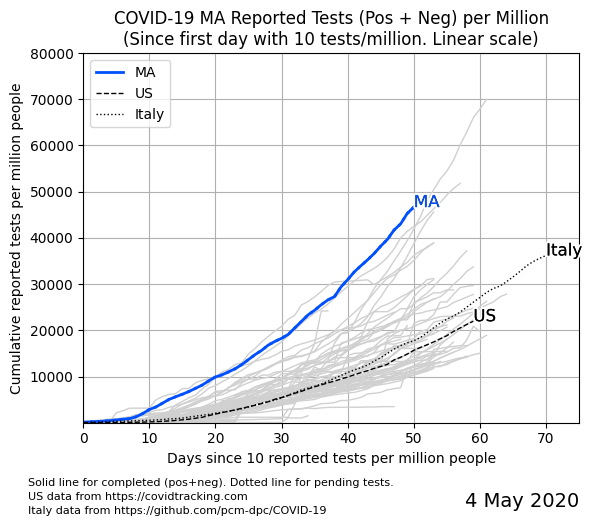 COVID-19 MA Reported Tests (Pos + Neg) per Million
(Since first day with 10 tests/million. Linear scale)
Cumulative reported tests per million people
80000
70000
60000
50000
40000
30000
20000
10000
MA
US
Italy
MA
Italy
US
0 10 20 30 40 50 60 70
Days since 10 reported tests per million people
Solid line for completed (pos+neg). Dotted line for pending tests.
US data from https://covidtracking.com
Italy data from https://github.com/pcm-dpc/COVID-19
4 May 2020